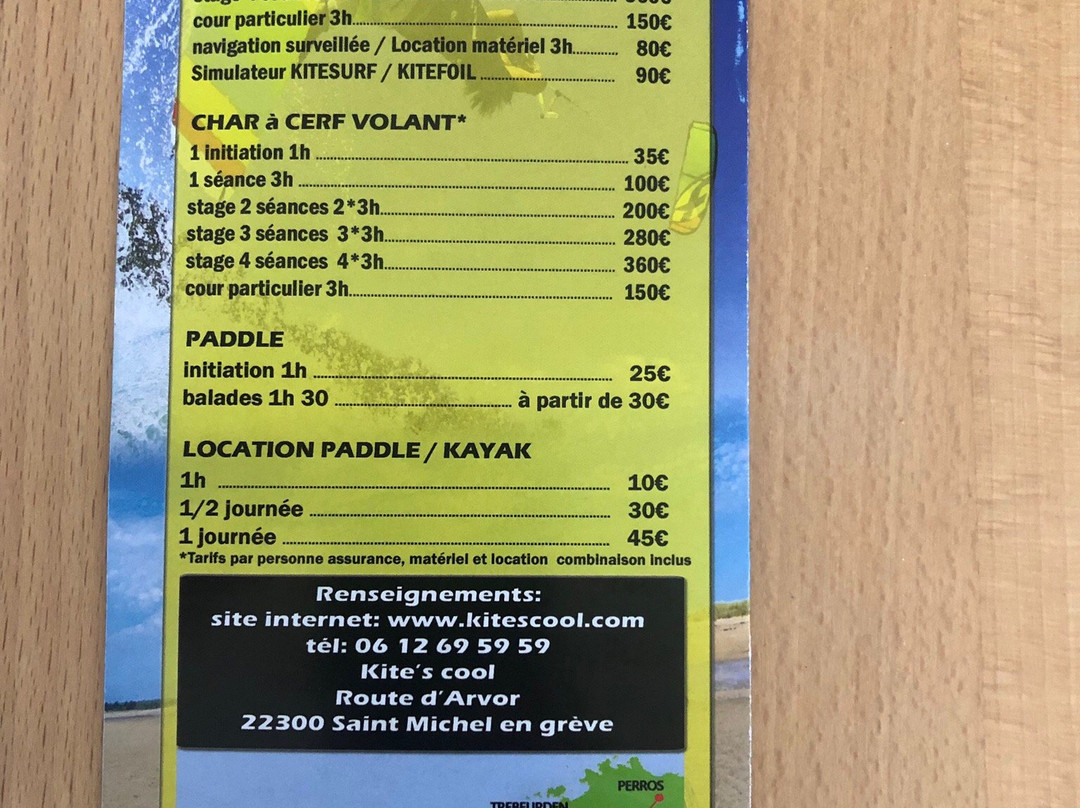 cour particulier 3h............ 150€
navigation surveillée / Location matériel 3h............ 80€
Simulateur KITESURF / KITEFOIL ............ 90€
CHAR à CERF VOLANT*
1 initiation 1h ............ 35€
1 séance 3h ............ 100€
stage 2 séances 2*3h............ 200€
stage 3 séances 3*3h............ 280€
stage 4 séances 4*3h............ 360€
cour particulier 3h............ 150€
PADDLE
initiation 1h ............ 25€
balades 1h 30 ............ à partir de 30€
LOCATION PADDLE / KAYAK
1h ............ 10€
1/2 journée ............ 30€
1 journée ............ 45€
*Tarifs par personne assurance, matériel et location combinaison inclus
Renseignements:
site internet: www.kitescool.com
tél: 06 12 69 59 59
Kite's cool
Route d'Arvor
22300 Saint Michel en grève
PERROS
TREBEURDEN